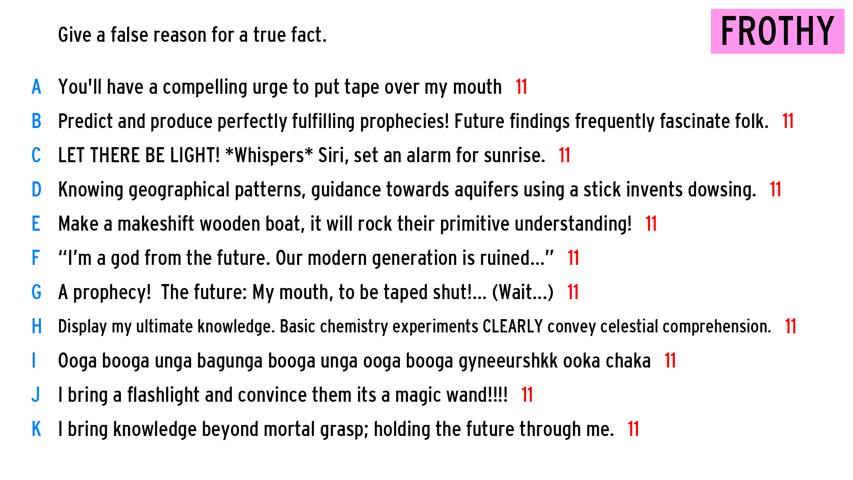 Give a false reason for a true fact.
FROTHY
A You'll have a compelling urge to put tape over my mouth 11
B Predict and produce perfectly fulfilling prophecies! Future findings frequently fascinate folk. 11
C LET THERE BE LIGHT! *Whispers* Siri, set an alarm for sunrise. 11
D Knowing geographical patterns, guidance towards aquifers using a stick invents dowsing. 11
E Make a makeshift wooden boat, it will rock their primitive understanding! 11
F “I'm a god from the future. Our modern generation is ruined...” 11
G A prophecy!  The future: My mouth, to be taped shut!... (Wait...) 11
H Display my ultimate knowledge. Basic chemistry experiments CLEARLY convey celestial comprehension. 11
I Ooga booga unga bagunga booga unga ooga booga gyneeurshkk ooka chaka 11
J I bring a flashlight and convince them its a magic wand!!!! 11
K I bring knowledge beyond mortal grasp; holding the future through me. 11